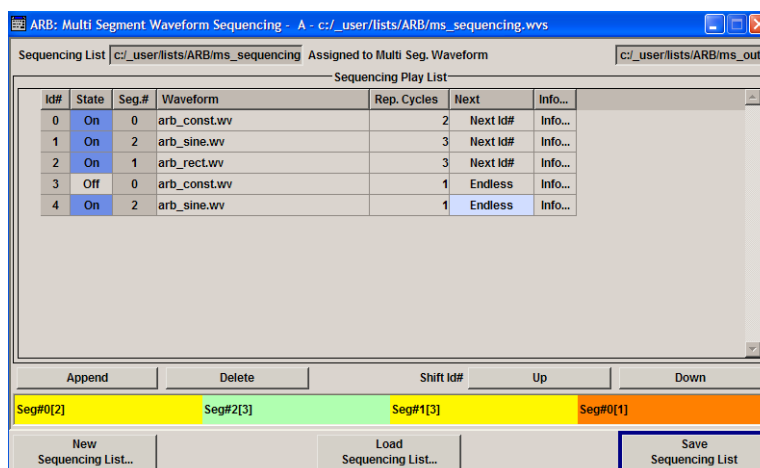 ARB: Multi Segment Waveform Sequencing - A - c:/_user/lists/ARB/ms_sequencing.wvs
Sequencing List c:/_user/lists/ARB/ms_sequencing Assigned to Multi Seg. Waveform c:/_user/lists/ARB/ms_out
Sequencing Play List
Id# State Seg.# Waveform Rep. Cycles Next Info...
0 On 0 arb_const.wv 2 Next Id# Info...
1 On 2 arb_sine.wv 3 Next Id# Info...
2 On 1 arb_rect.wv 3 Next Id# Info...
3 Off 0 arb_const.wv 1 Endless Info...
4 On 2 arb_sine.wv 1 Endless Info...
Append Delete Shift Id# Up Down
Seg#0[2] Seg#2[3] Seg#1[3] Seg#0[1]
New Load Save
Sequencing List... Sequencing List... Sequencing List